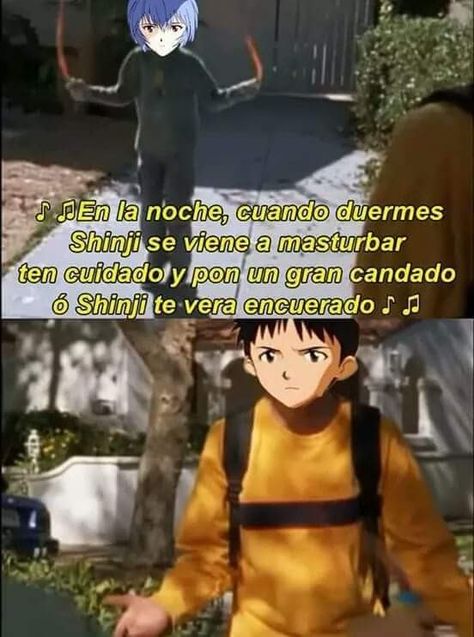 ♪ ♫En la noche, cuando duermes
Shinji se viene a masturbar
ten cuidado y pon un gran candado
ó Shinji te vera encuerado ♪ ♫